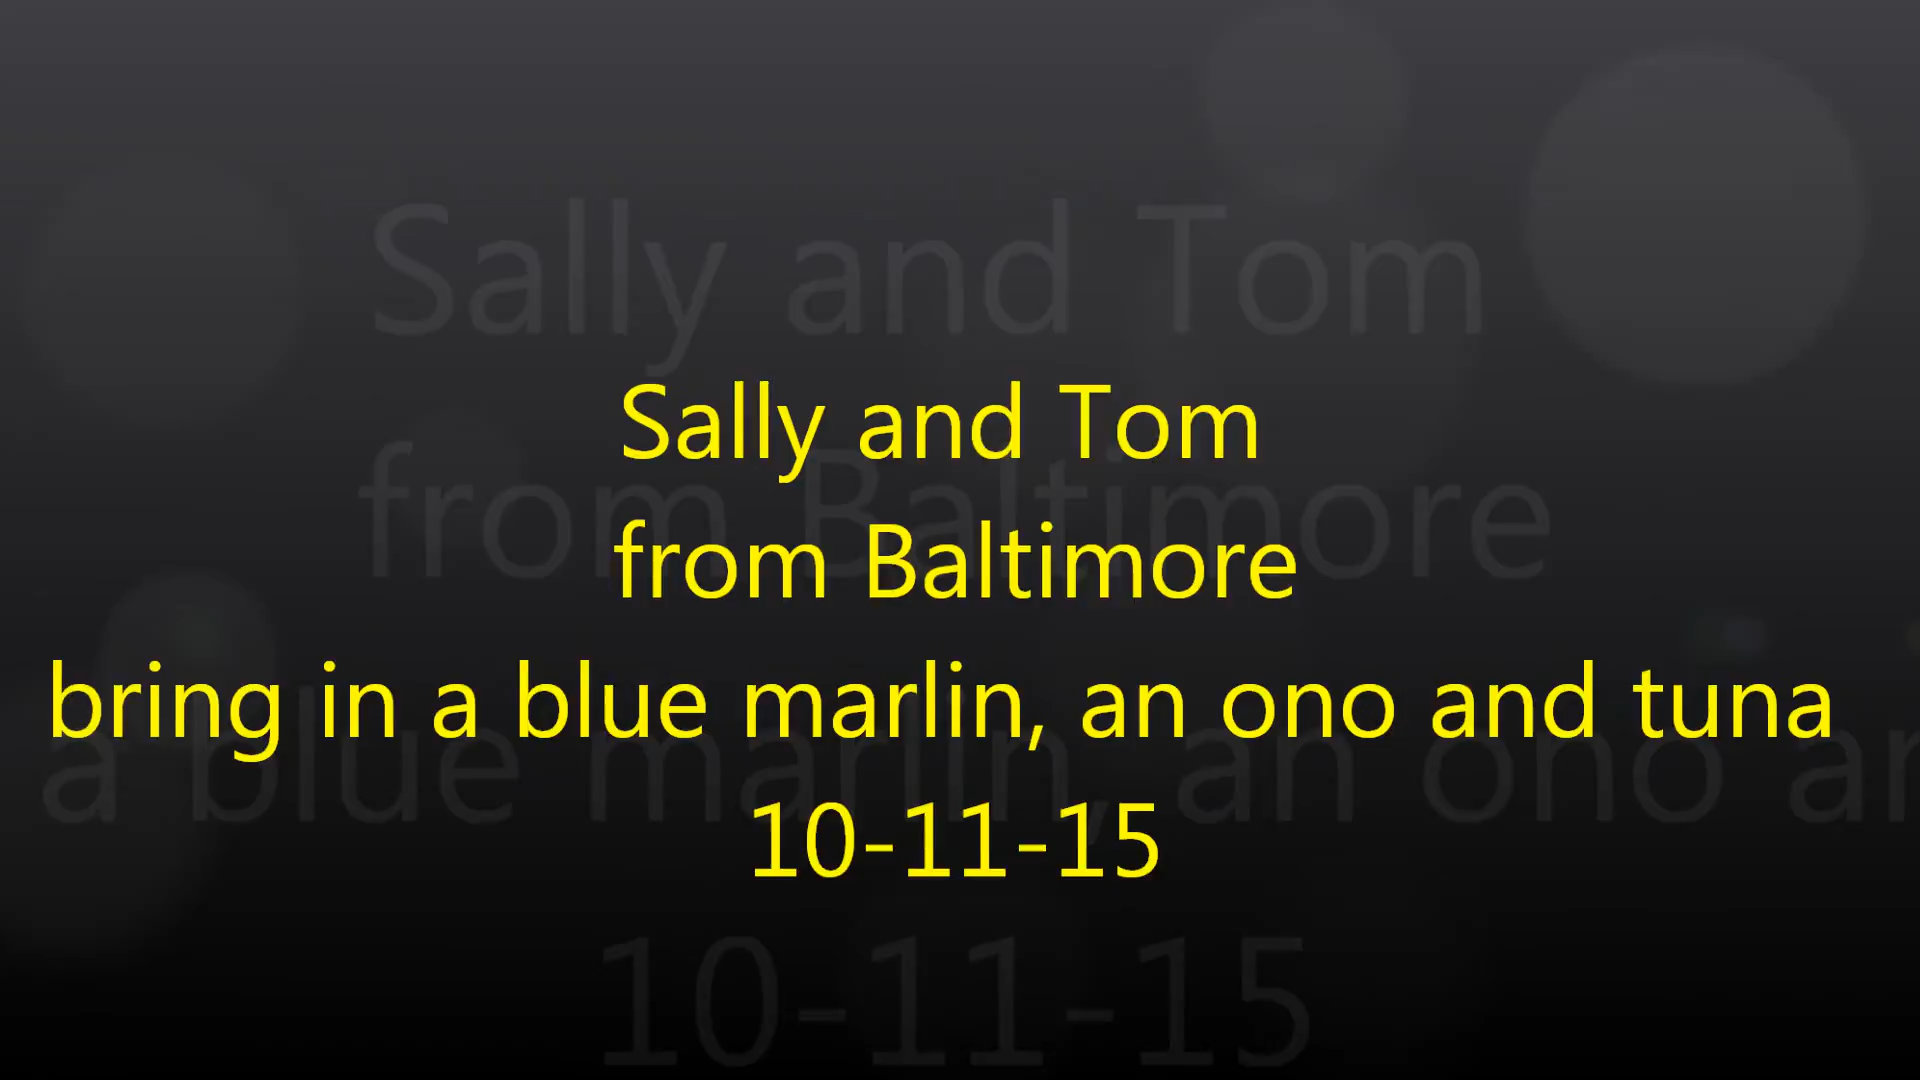 Sally and Tom
from Baltimore
bring in a blue marlin, an ono and tuna
10-11-15